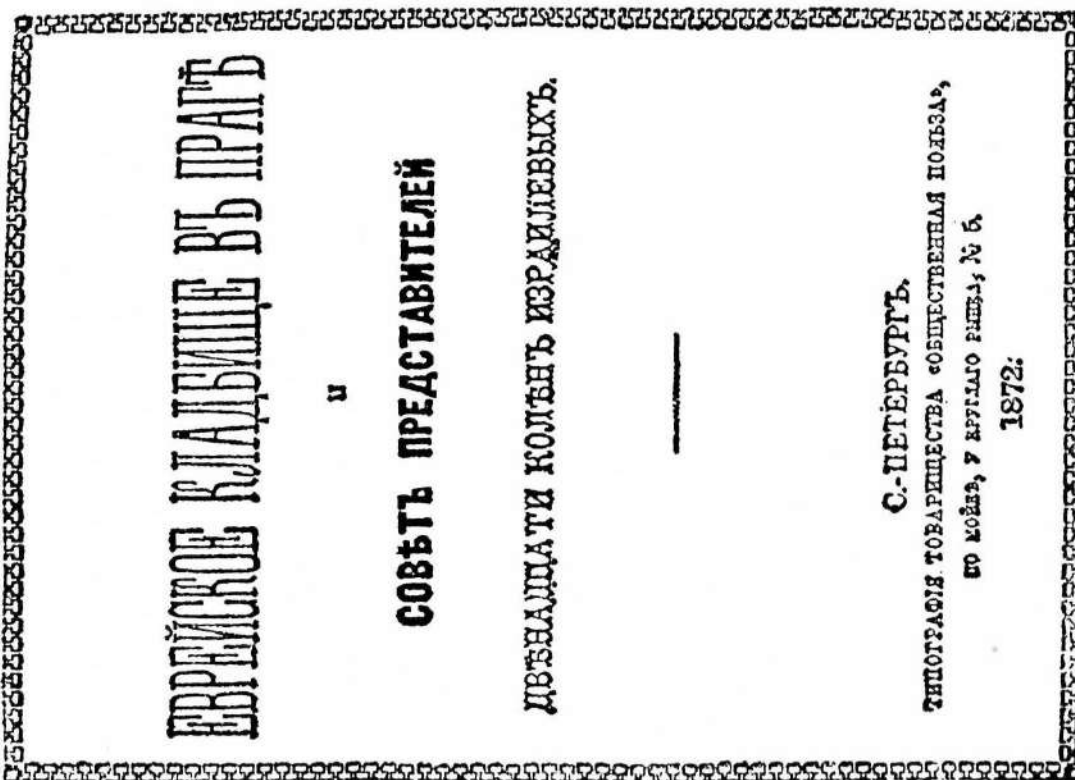 ЕВРЕЙСКОЕ КЛАДБИЩЕ ВЪ ПРАГѢ
и
СОВѢТЪ ПРЕДСТАВИТЕЛЕЙ
ДВѢНАДЦАТИ КОЛѢНЪ ИЗРАИЛЕВЫХЪ.
С.-ПЕТЕРБУРГЪ.
ТИПОГРАФІЯ ТОВАРИЩЕСТВА «ОБЩЕСТВЕННАЯ ПОЛЬЗА»,
ПО МОЙКѢ, У КРУГЛАГО РЫНКА, № 5.
1872.